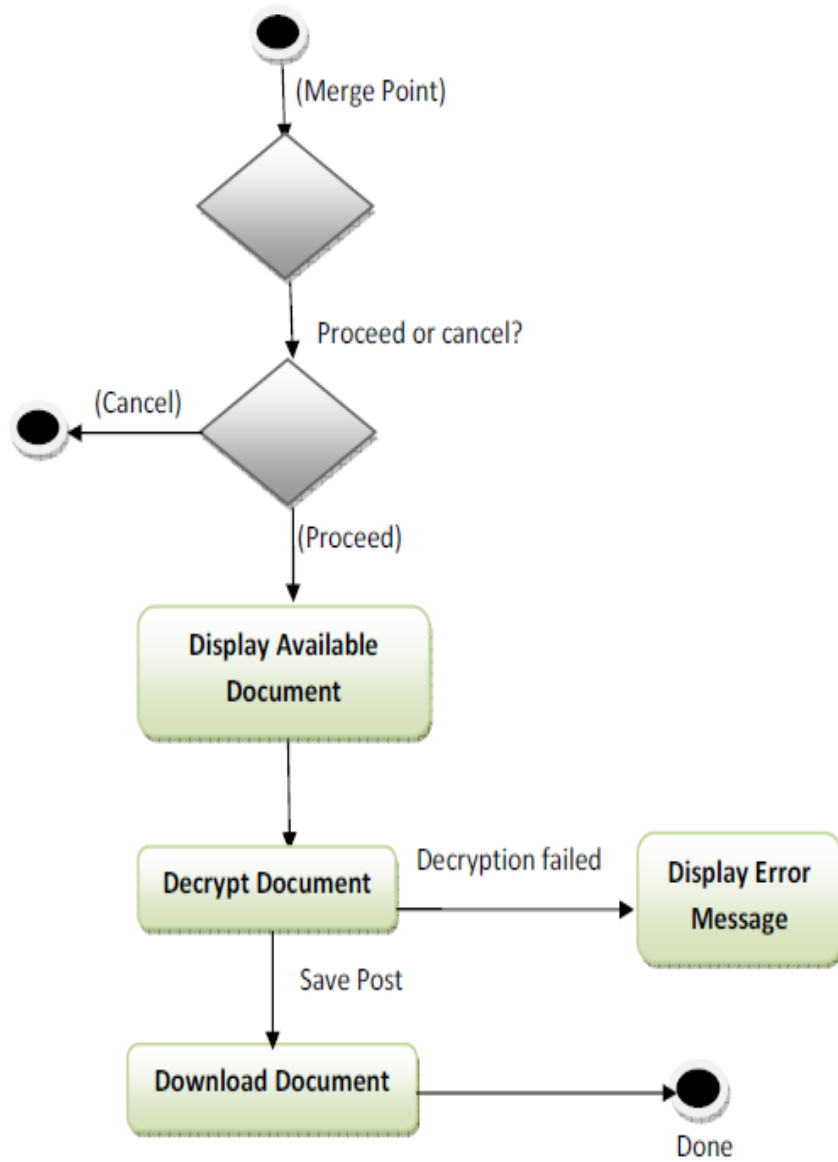 (Merge Point)
Proceed or cancel?
(Cancel)
(Proceed)
Display Available
Document
Decrypt Document
Decryption failed
Display Error
Message
Save Post
Download Document
Done